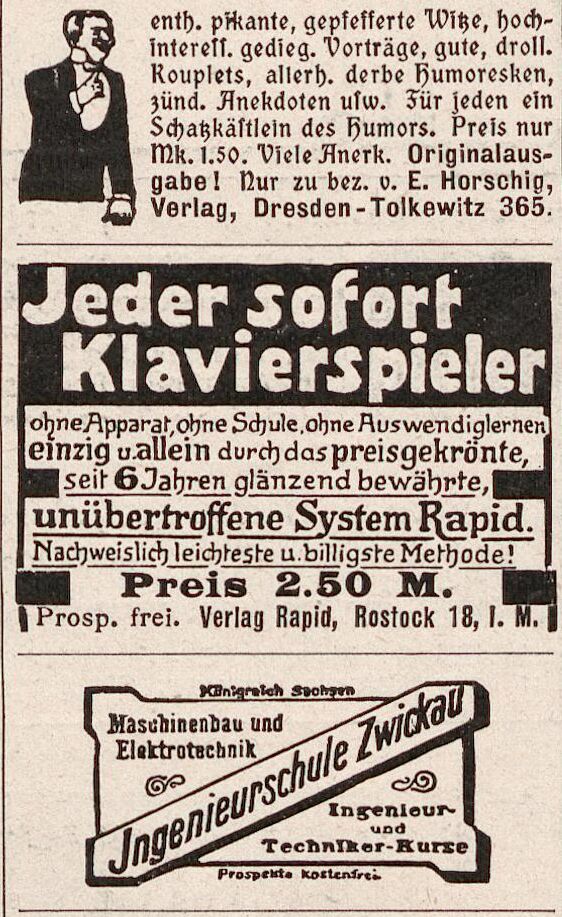 enth. pikante, gepfefferte Witze, hoch-
intereff. gedieg. Vorträge, gute, droll.
Kouplets, allerh. derbe Humoresken,
zünd. Anekdoten usw. Für jeden ein
Schatzkästlein des Humors. Preis nur
Mk. 1.50. Viele Anerk. Originalaus-
gabe! Nur zu bez. v. E. Horschig,
Verlag, Dresden-Tolkewitz 365.
Jeder sofort
Klavierspieler
ohne Apparat, ohne Schule, ohne Auswendiglernen
einzig u. allein durch das preisgekrönte,
seit 6 Jahren glänzend bewährte,
unübertroffene System Rapid.
Nachweislich leichteste u. billigste Methode!
Preis 2.50 M.
Prosp. frei. Verlag Rapid, Rostock 18, I. M.
Königreich Sachsen
Maschinenbau und
Elektrotechnik
Ingenieurschule Zwickau
Ingenieur-
und
Techniker-Kurse
Prospekte kostenfrei.